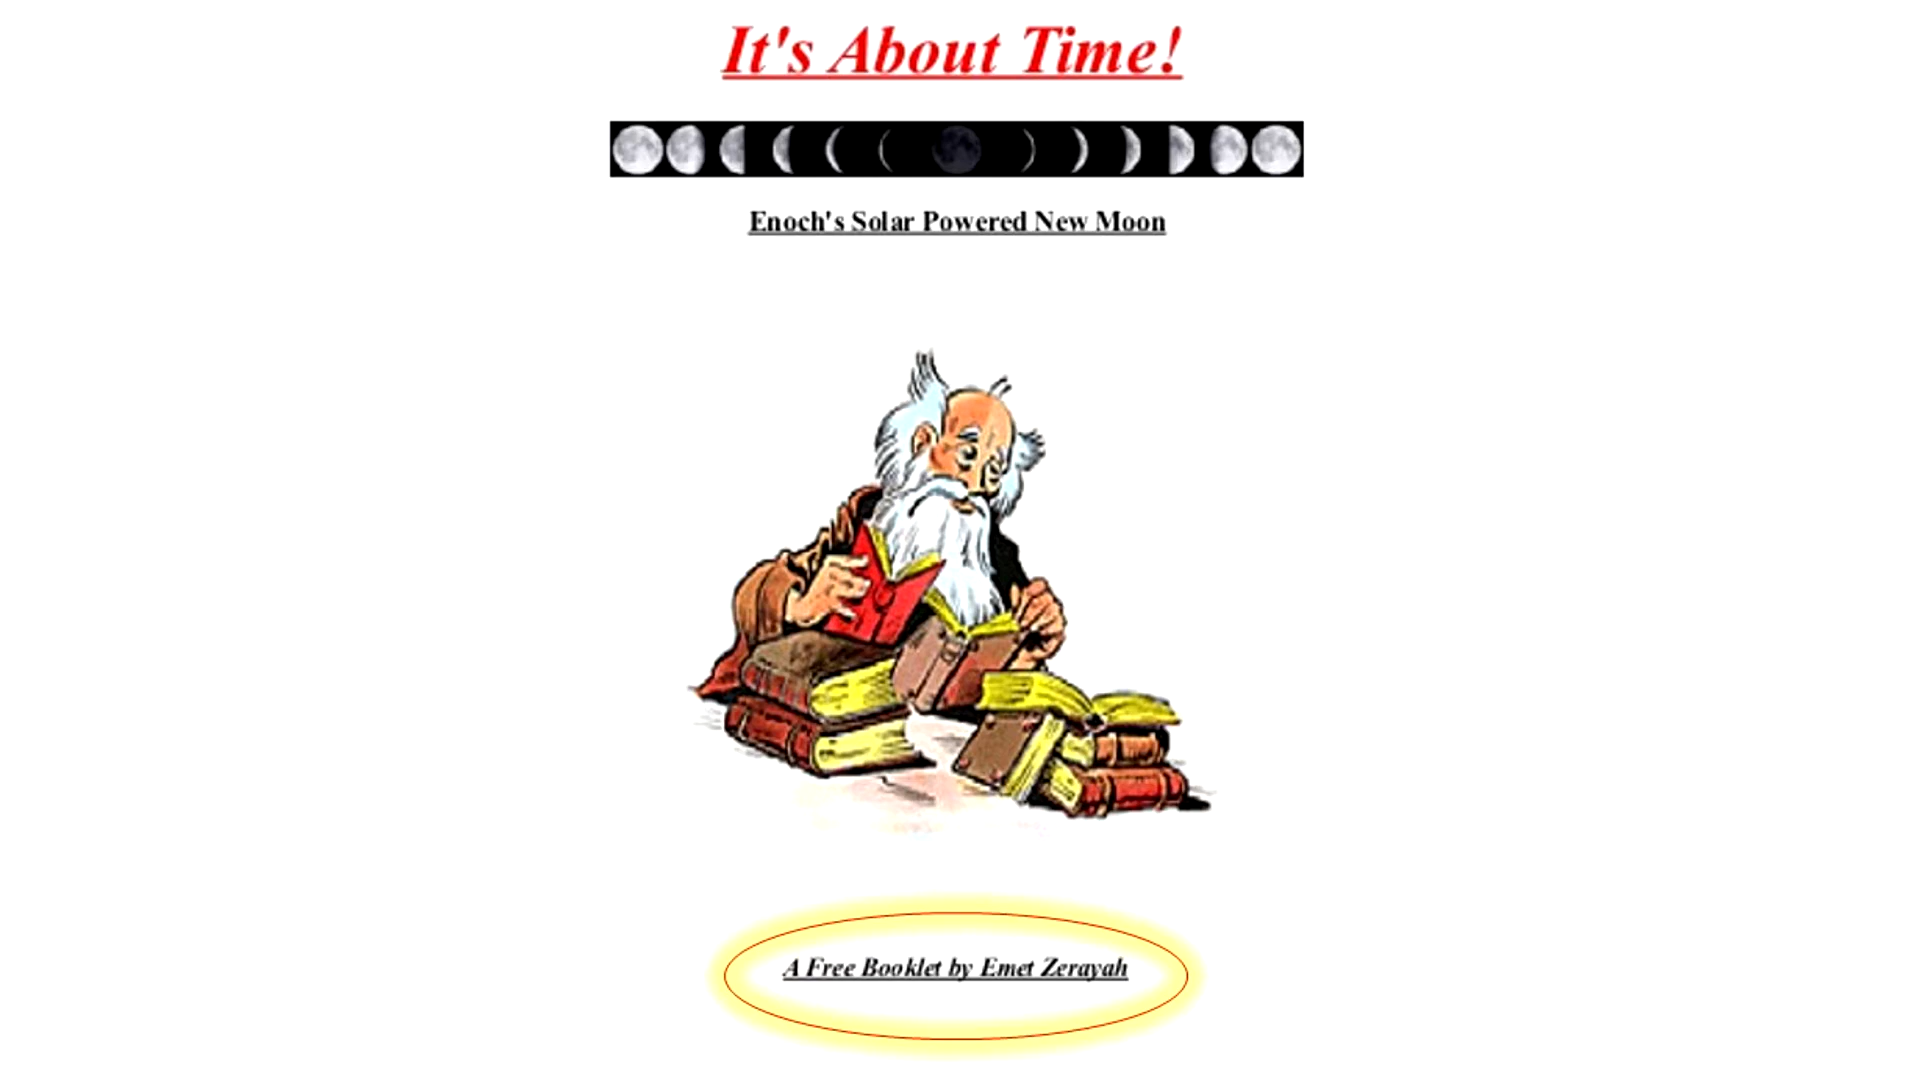 It's About Time!
Enoch's Solar Powered New Moon
A Free Booklet by Emet Zerayah